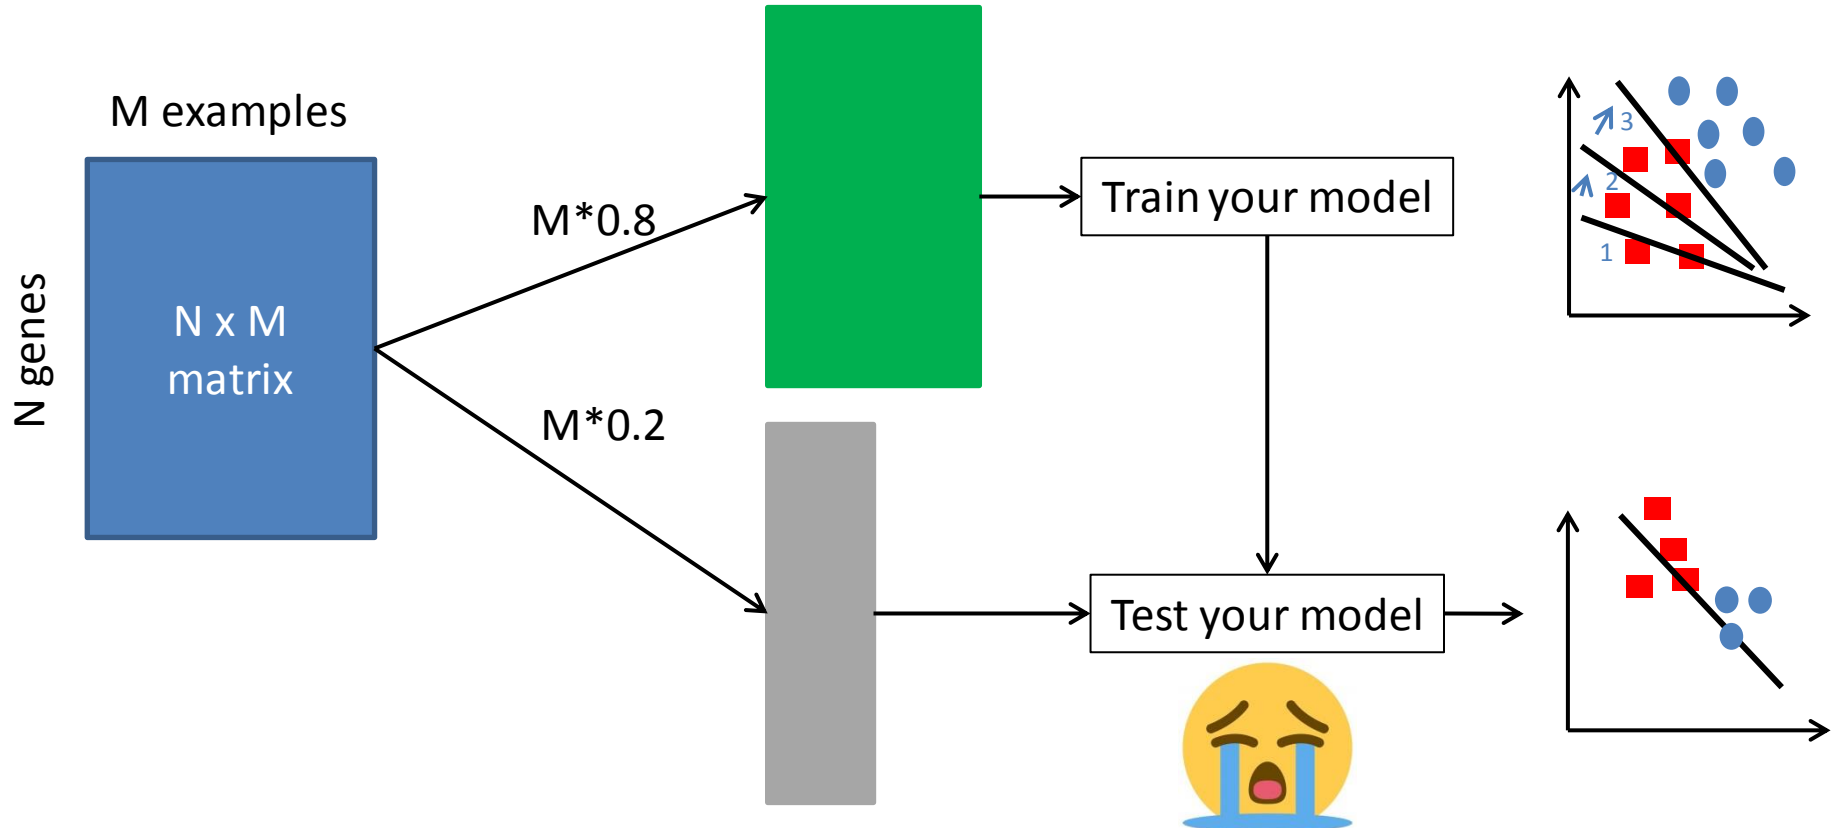 M examples
N genes
N x M
matrix
M*0.8
M*0.2
Train your model
Test your model
3
2
1